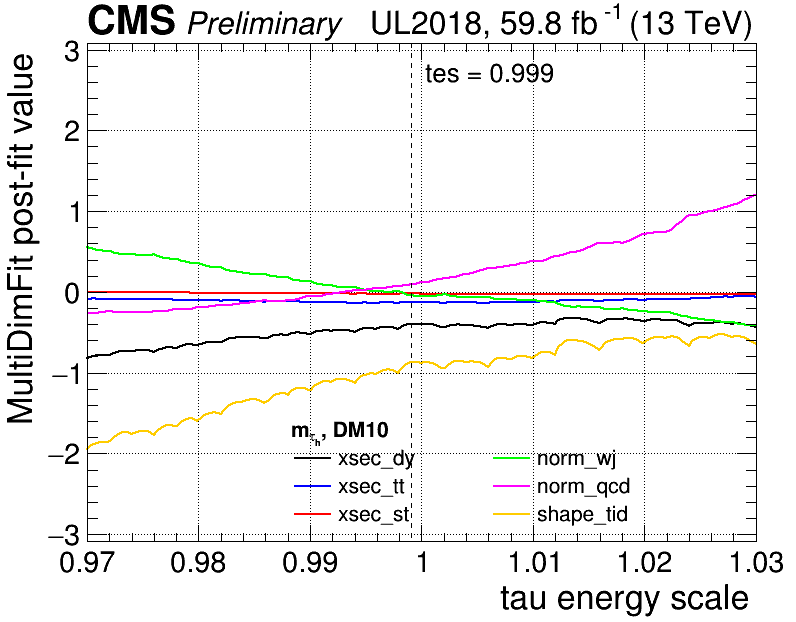 CMS Preliminary UL2018, 59.8 fb⁻¹ (13 TeV)
MultiDimFit post-fit value
3
2
1
0
−1
−2
−3
tes = 0.999
m_τ_h, DM10
xsec_dy
xsec_tt
xsec_st
norm_wj
norm_qcd
shape_tid
0.97 0.98 0.99 1 1.01 1.02 1.03
tau energy scale